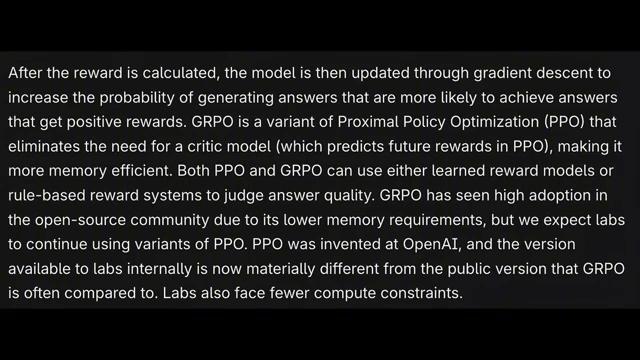 After the reward is calculated, the model is then updated through gradient descent to
increase the probability of generating answers that are more likely to achieve answers
that get positive rewards. GRPO is a variant of Proximal Policy Optimization (PPO) that
eliminates the need for a critic model (which predicts future rewards in PPO), making it
more memory efficient. Both PPO and GRPO can use either learned reward models or
rule-based reward systems to judge answer quality. GRPO has seen high adoption in
the open-source community due to its lower memory requirements, but we expect labs
to continue using variants of PPO. PPO was invented at OpenAI, and the version
available to labs internally is now materially different from the public version that GRPO
is often compared to. Labs also face fewer compute constraints.